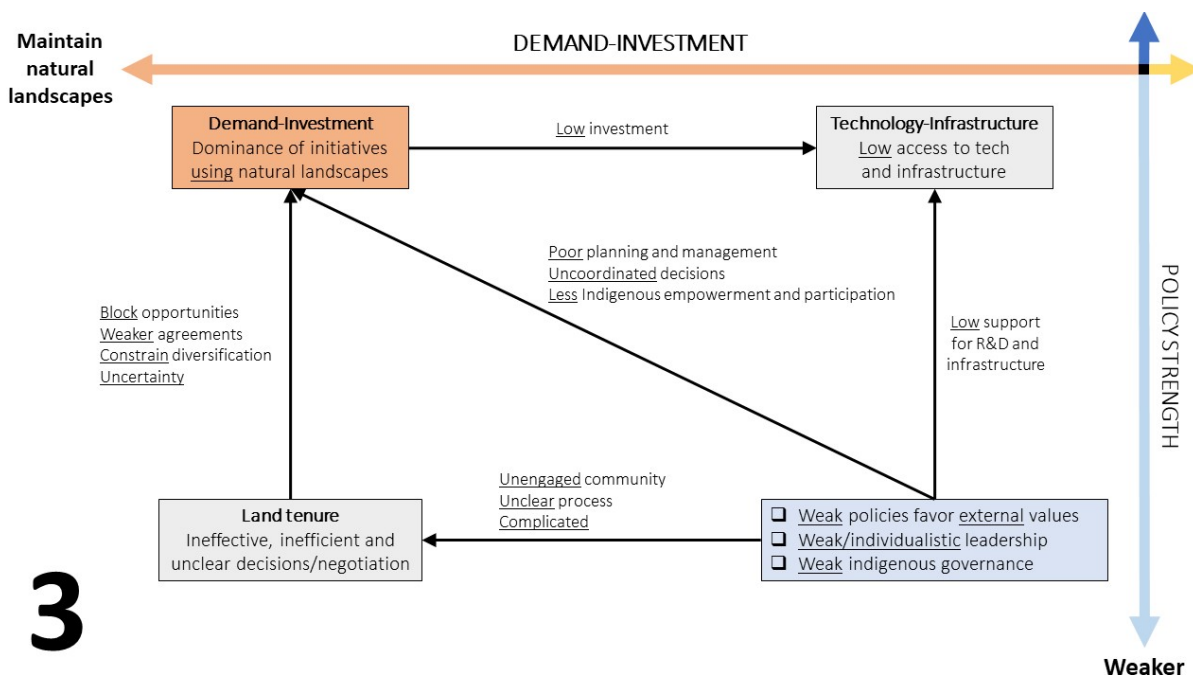 Maintain
natural
landscapes
DEMAND-INVESTMENT
Demand-Investment
Dominance of initiatives
using natural landscapes
Low investment
Technology-Infrastructure
Low access to tech
and infrastructure
Poor planning and management
Uncoordinated decisions
Less Indigenous empowerment and participation
Block opportunities
Weaker agreements
Constrain diversification
Uncertainty
Low support
for R&D and
infrastructure
POLICY STRENGTH
Unengaged community
Unclear process
Complicated
Land tenure
Ineffective, inefficient and
unclear decisions/negotiation
❑ Weak policies favor external values
❑ Weak/individualistic leadership
❑ Weak indigenous governance
3
Weaker